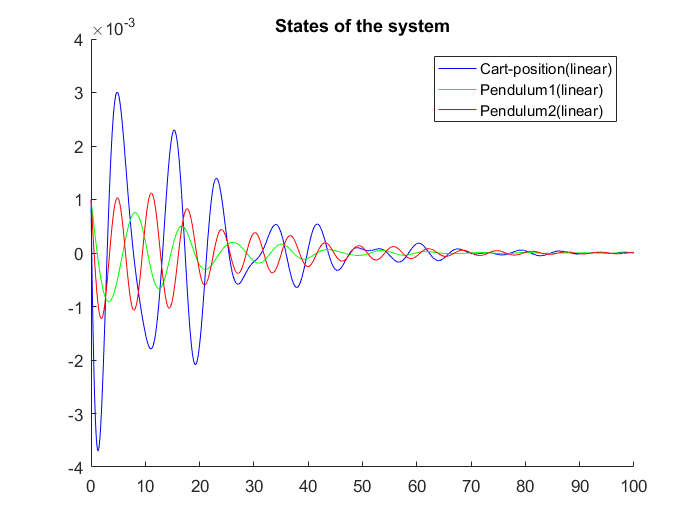 States of the system
×10-3
4
3
2
1
0
-1
-2
-3
-4
0 10 20 30 40 50 60 70 80 90 100
Cart-position(linear)
Pendulum1(linear)
Pendulum2(linear)